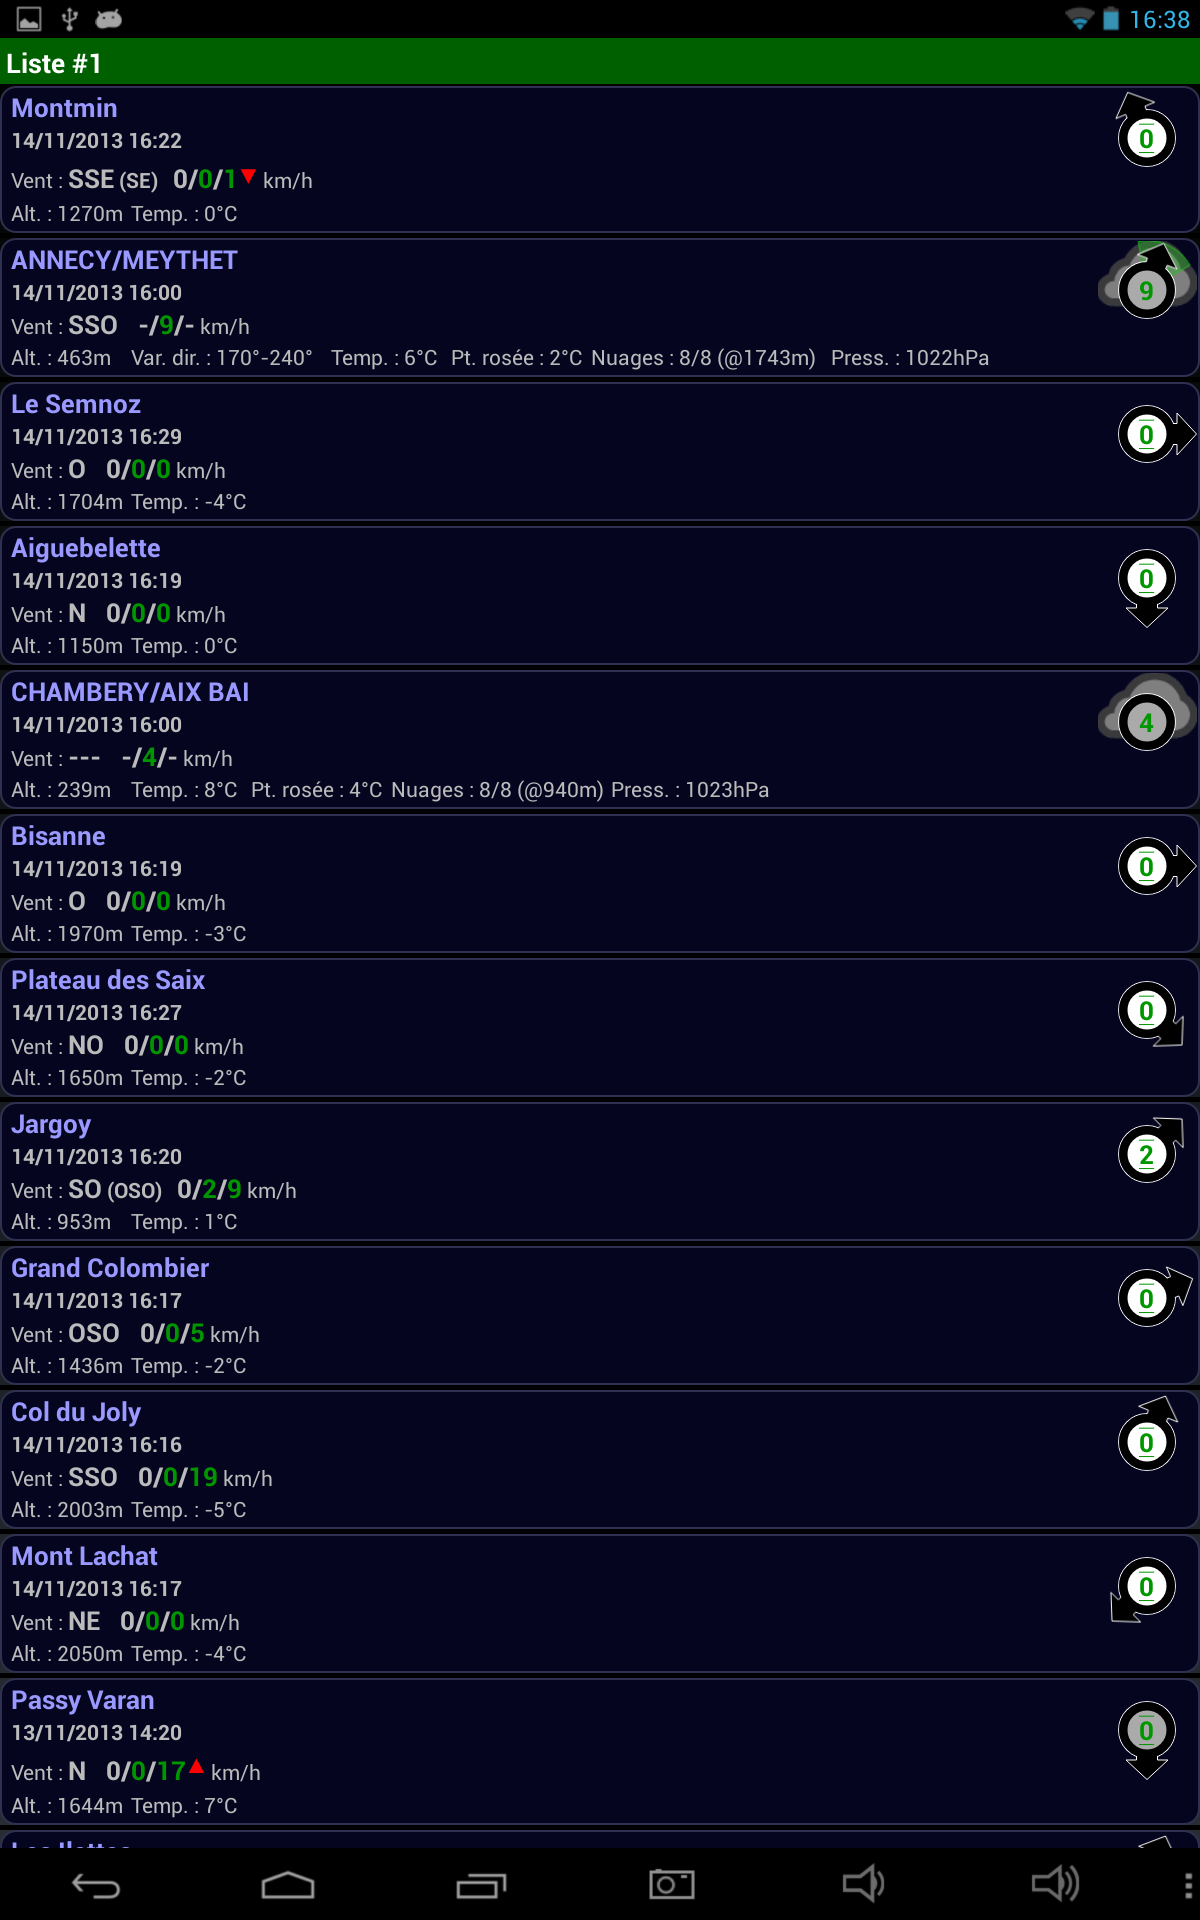 16:38
Liste #1
Montmin
0
14/11/2013 16:22
Vent : SSE (SE) 0/0/1 km/h
Alt. : 1270m Temp. : 0°C
ANNECY/MEYTHET
9
14/11/2013 16:00
Vent : SSO -/9/- km/h
Alt. : 463m Var. dir. : 170°-240° Temp. : 6°C Pt. rosée : 2°C Nuages : 8/8 (@1743m) Press. : 1022hPa
Le Semnoz
0
14/11/2013 16:29
Vent : O 0/0/0 km/h
Alt. : 1704m Temp. : -4°C
Aiguebelette
0
14/11/2013 16:19
Vent : N 0/0/0 km/h
Alt. : 1150m Temp. : 0°C
CHAMBERY/AIX BAI
4
14/11/2013 16:00
Vent : --- -/4/- km/h
Alt. : 239m Temp. : 8°C Pt. rosée : 4°C Nuages : 8/8 (@940m) Press. : 1023hPa
Bisanne
0
14/11/2013 16:19
Vent : O 0/0/0 km/h
Alt. : 1970m Temp. : -3°C
Plateau des Saix
0
14/11/2013 16:27
Vent : NO 0/0/0 km/h
Alt. : 1650m Temp. : -2°C
Jargoy
2
14/11/2013 16:20
Vent : SO (OSO) 0/2/9 km/h
Alt. : 953m Temp. : 1°C
Grand Colombier
0
14/11/2013 16:17
Vent : OSO 0/0/5 km/h
Alt. : 1436m Temp. : -2°C
Col du Joly
0
14/11/2013 16:16
Vent : SSO 0/0/19 km/h
Alt. : 2003m Temp. : -5°C
Mont Lachat
0
14/11/2013 16:17
Vent : NE 0/0/0 km/h
Alt. : 2050m Temp. : -4°C
Passy Varan
0
13/11/2013 14:20
Vent : N 0/0/17 km/h
Alt. : 1644m Temp. : 7°C